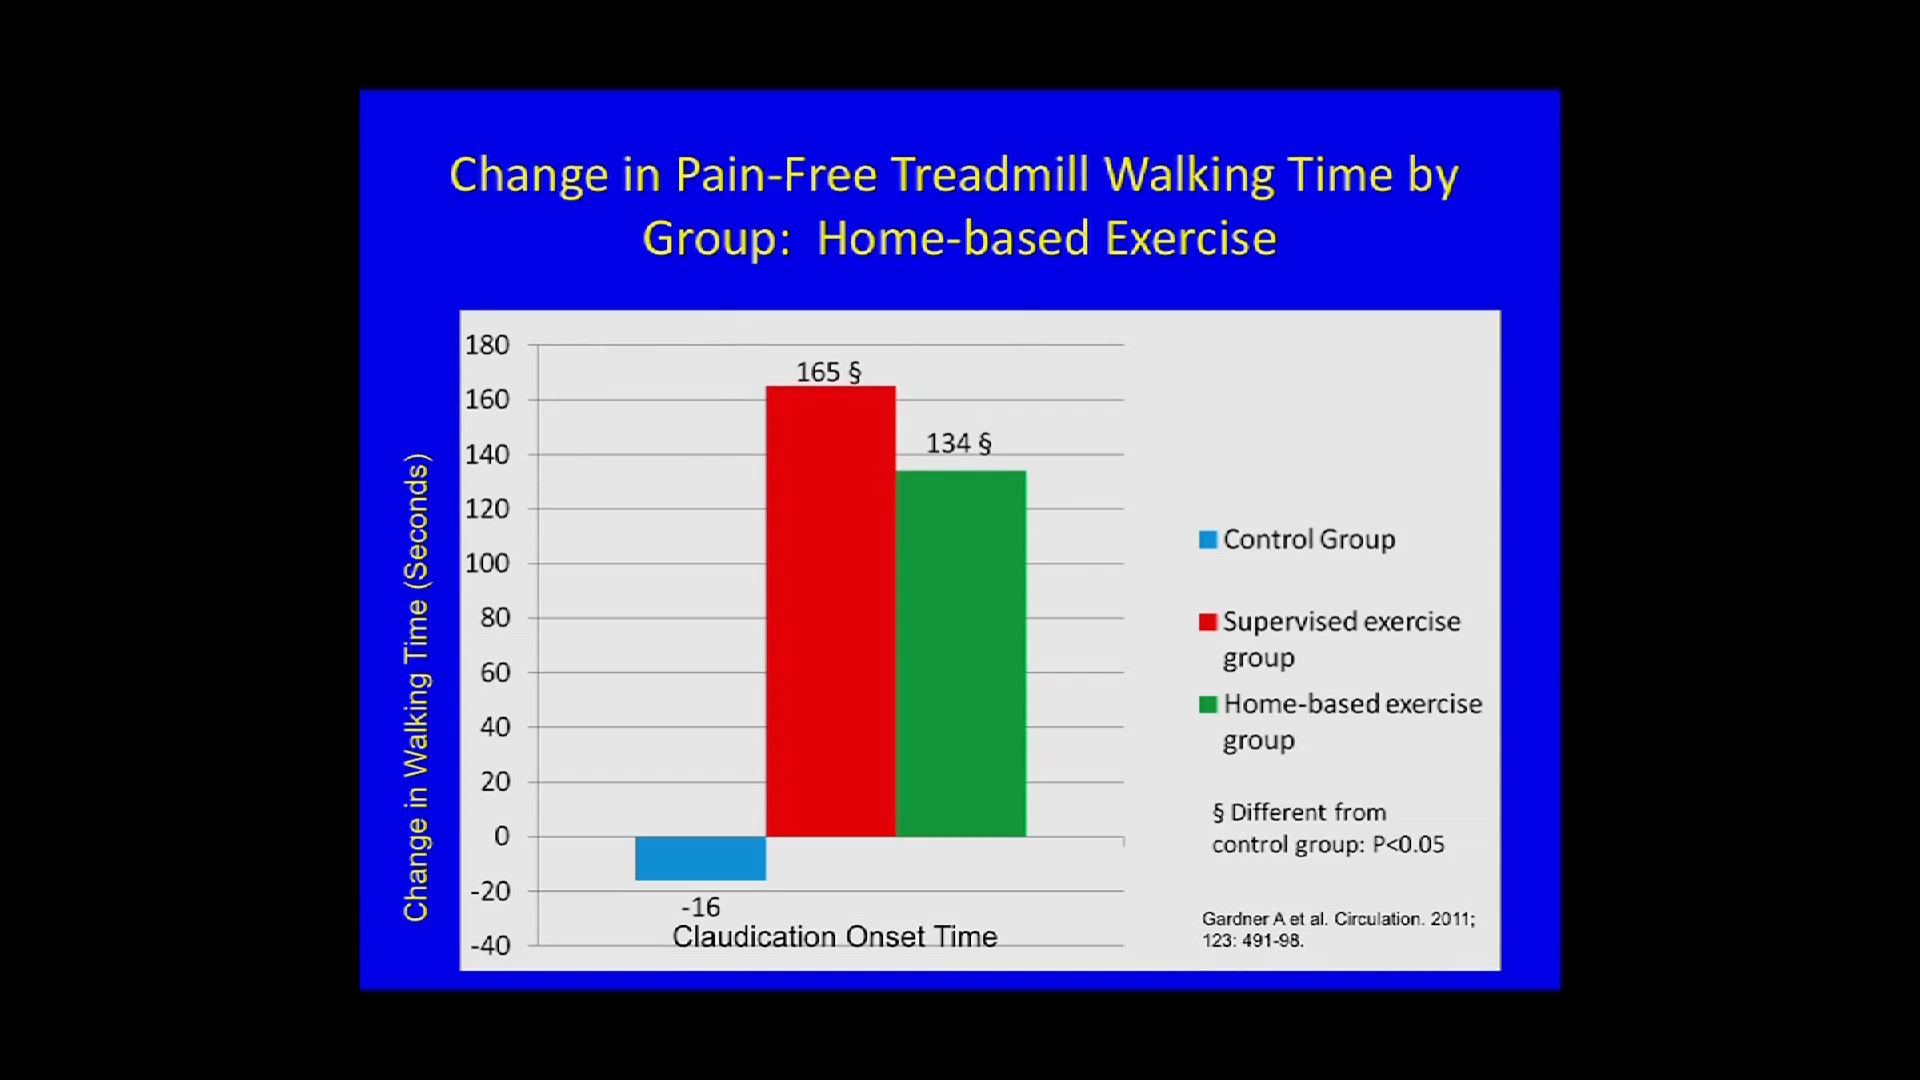 Change in Pain-Free Treadmill Walking Time by
Group: Home-based Exercise
Change in Walking Time (Seconds)
180
160
140
120
100
80
60
40
20
0
-20
-40
165 §
134 §
-16
Claudication Onset Time
Control Group
Supervised exercise
group
Home-based exercise
group
§ Different from
control group: P<0.05
Gardner A et al. Circulation. 2011;
123: 491-98.